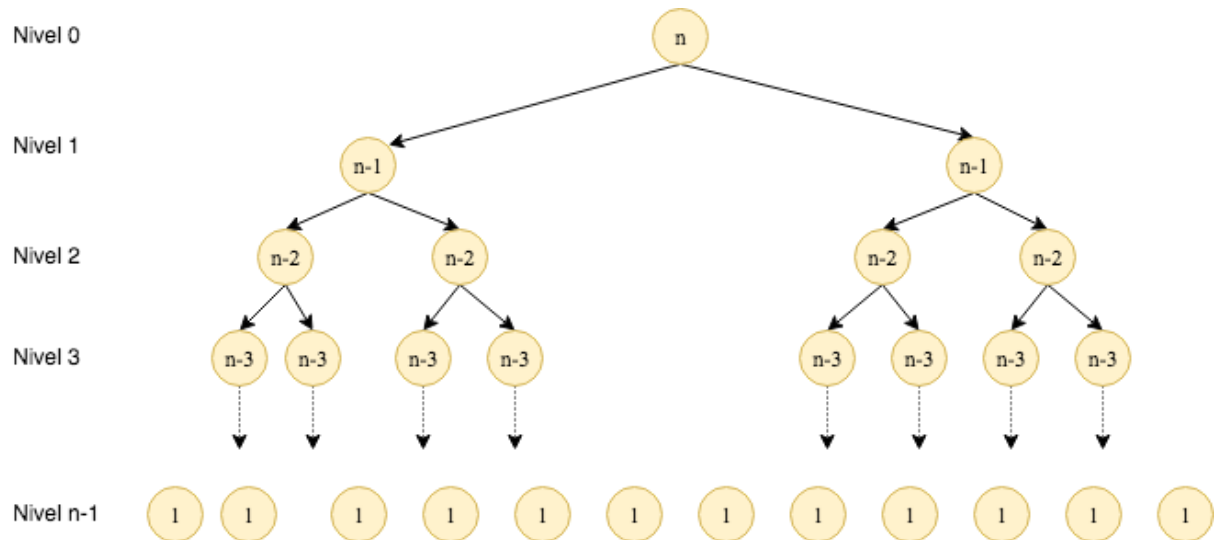 Nivel 0 n
Nivel 1 n-1 n-1
Nivel 2 n-2 n-2 n-2 n-2
Nivel 3 n-3 n-3 n-3 n-3 n-3 n-3 n-3 n-3
Nivel n-1 1 1 1 1 1 1 1 1 1 1 1 1